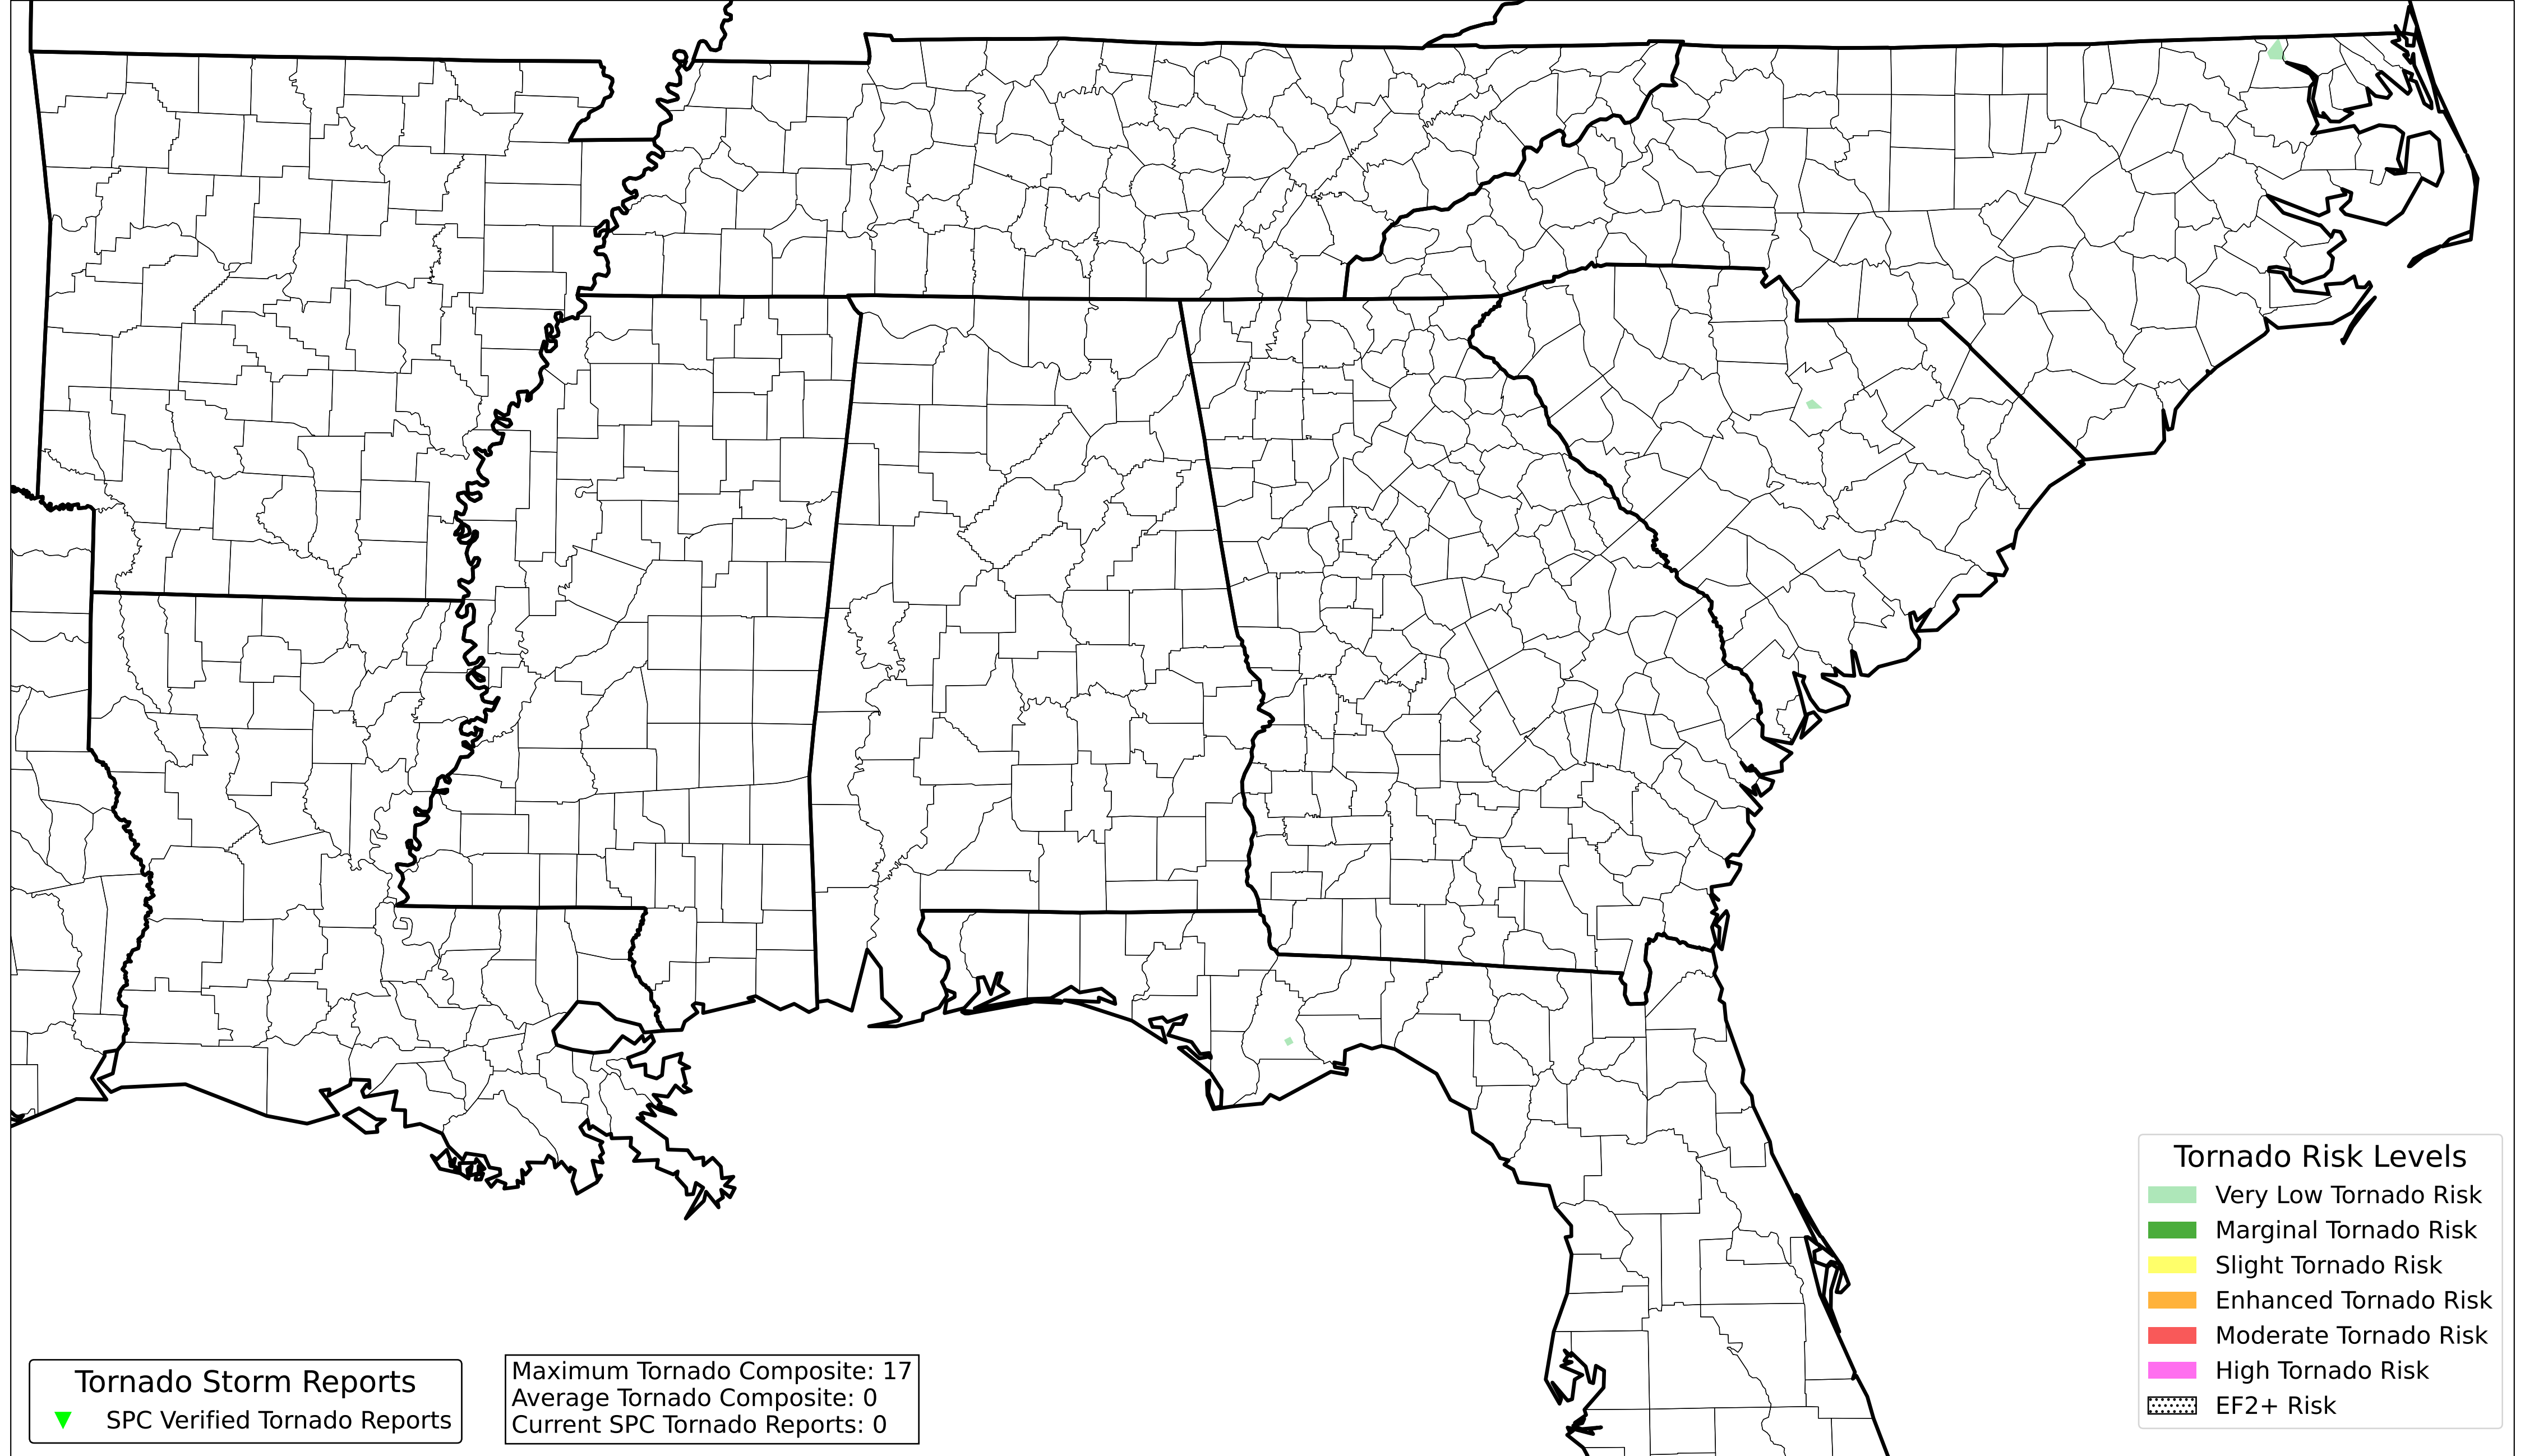 Tornado Risk Levels
Very Low Tornado Risk
Marginal Tornado Risk
Slight Tornado Risk
Enhanced Tornado Risk
Moderate Tornado Risk
High Tornado Risk
EF2+ Risk
Tornado Storm Reports
SPC Verified Tornado Reports
Maximum Tornado Composite: 17
Average Tornado Composite: 0
Current SPC Tornado Reports: 0